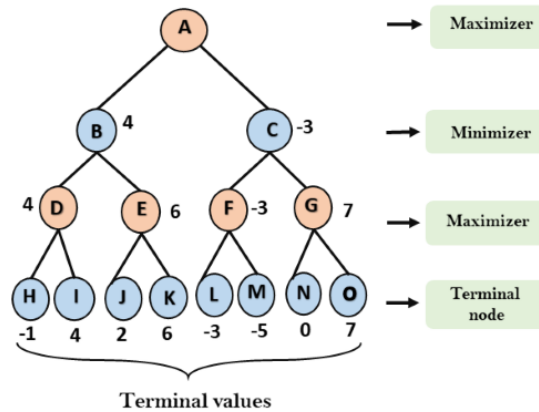 A
Maximizer
B
4
C
-3
Minimizer
4
D
E
6
F
-3
G
7
Maximizer
H
I
J
K
L
M
N
O
Terminal
node
-1
4
2
6
-3
-5
0
7
Terminal values